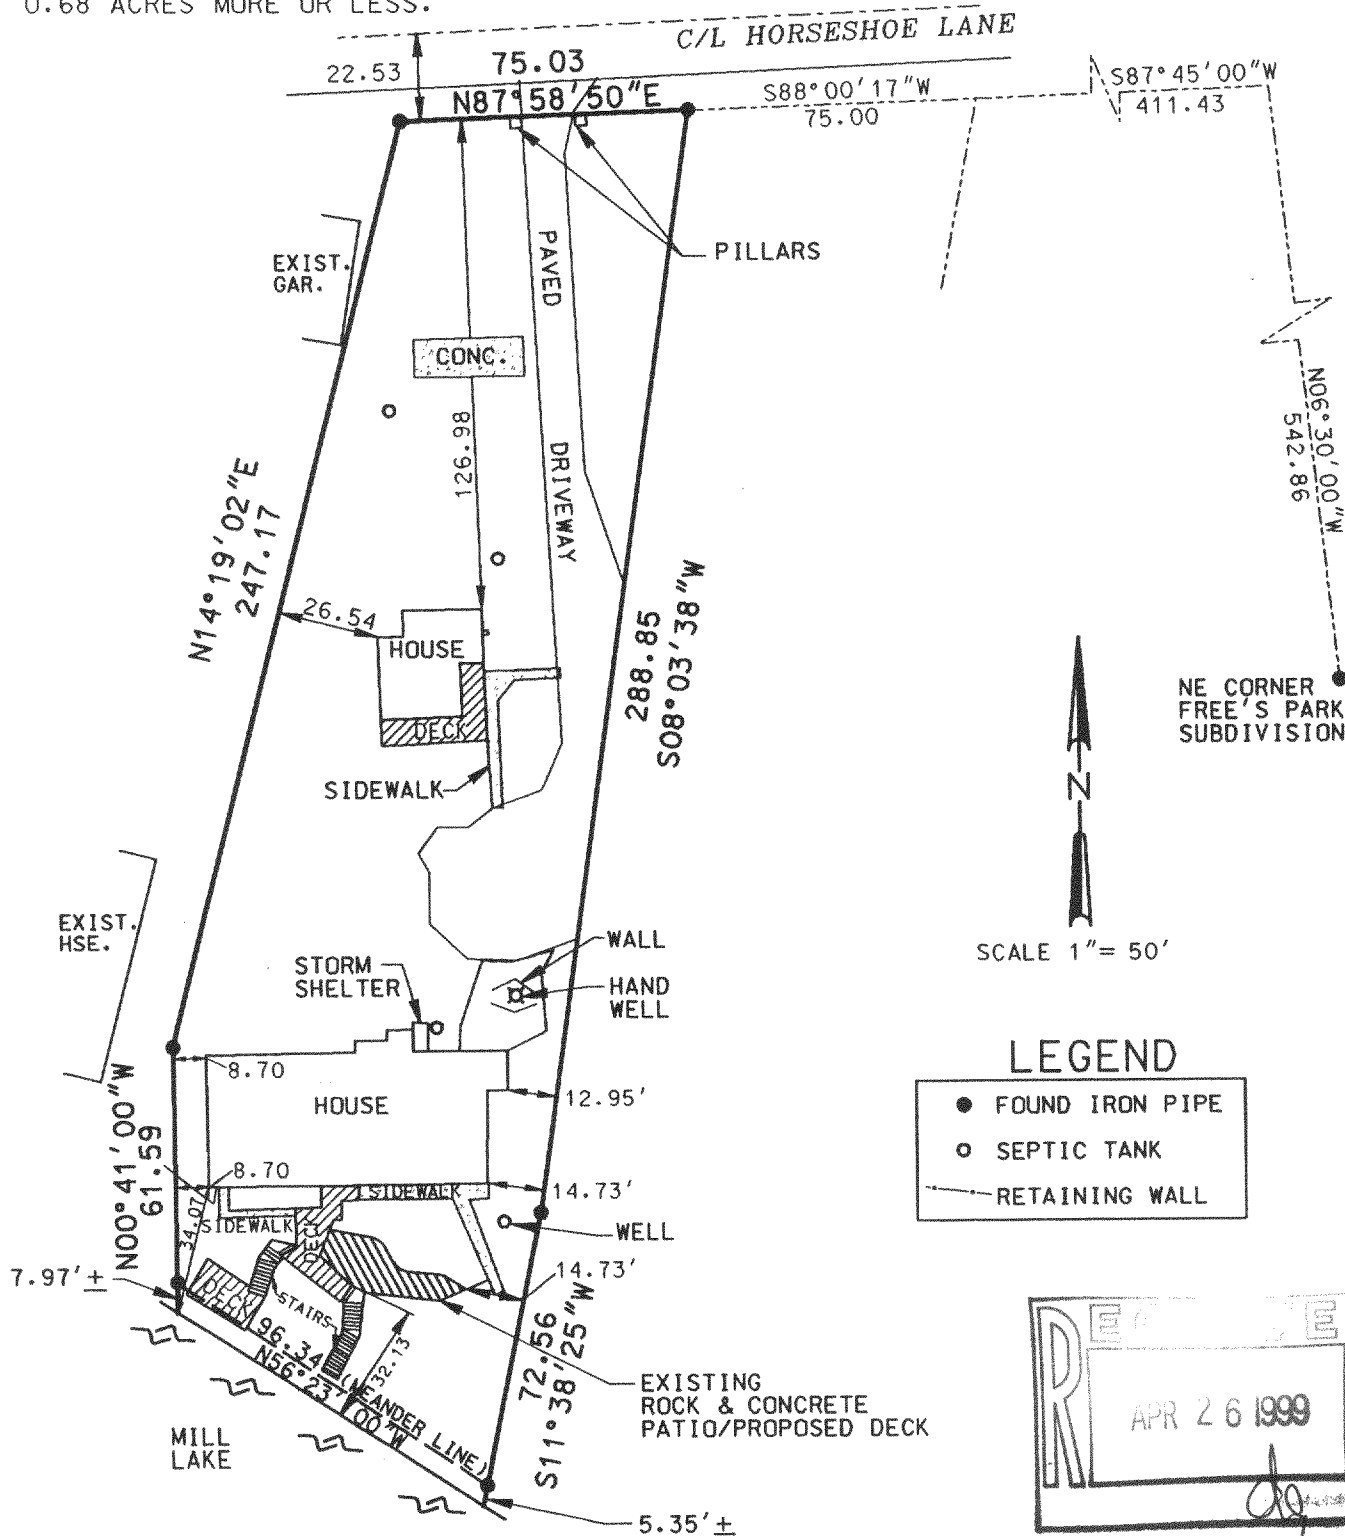 0.68 ACRES MORE OR LESS.
C/L HORSESHOE LANE
22.53
75.03
N87°58'50"E
S88°00'17"W
75.00
S87°45'00"W
411.43
PILLARS
PAVED
DRIVEWAY
EXIST.
GAR.
CONC.
126.98
N06°30'00"W
542.86
N14°19'02"E
247.17
26.54
HOUSE
DECK
288.85
S08°03'38"W
NE CORNER
FREE'S PARK
SUBDIVISION
SIDEWALK
N
SCALE 1"= 50'
EXIST.
HSE.
WALL
STORM
SHELTER
HAND
WELL
8.70
HOUSE
12.95'
LEGEND
FOUND IRON PIPE
SEPTIC TANK
RETAINING WALL
N00°41'00"W
61.59
8.70
SIDEWALK
14.73'
34.07
SIDEWALK
DECK
WELL
7.97'±
DECK
STAIRS
14.73'
96.34 (MEANDER LINE)
N56°23'00"W
32.13
72.56
S11°38'25"W
EXISTING
ROCK & CONCRETE
PATIO/PROPOSED DECK
MILL
LAKE
5.35'±
APR 26 1999